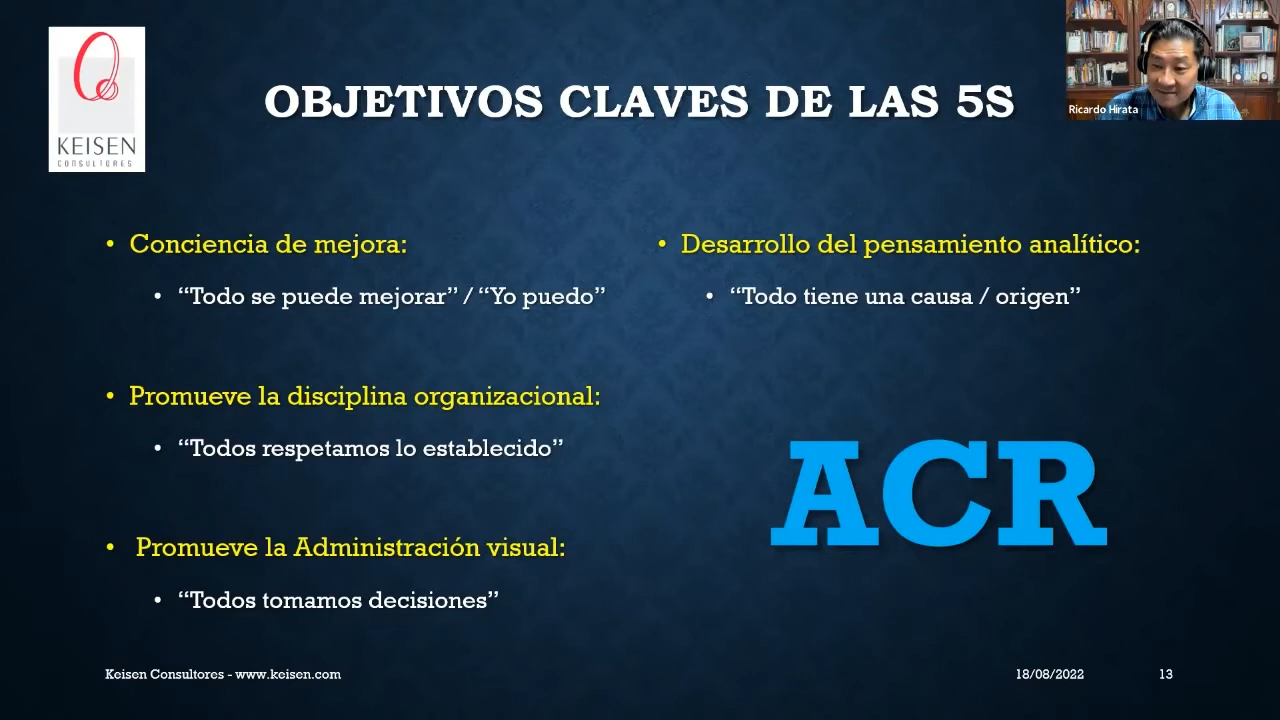 KEISEN
CONSULTORES
OBJETIVOS CLAVES DE LAS 5S
Ricardo Hirata
• Conciencia de mejora:
• “Todo se puede mejorar” / “Yo puedo”
• Promueve la disciplina organizacional:
• “Todos respetamos lo establecido”
• Promueve la Administración visual:
• “Todos tomamos decisiones”
• Desarrollo del pensamiento analítico:
• “Todo tiene una causa / origen”
ACR
Keisen Consultores - www.keisen.com
18/08/2022
13